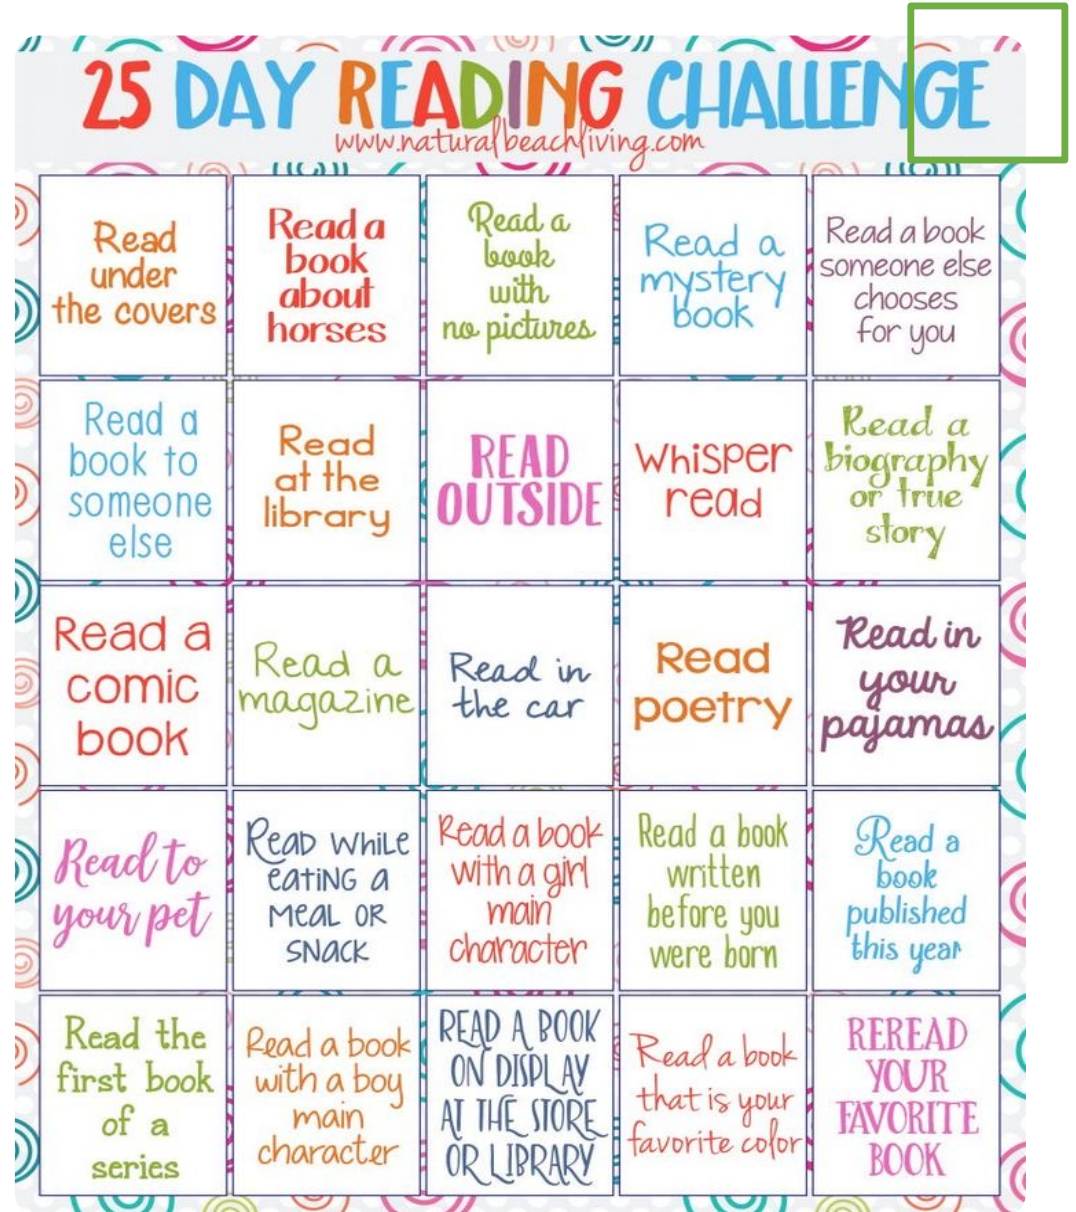 25 DAY READING CHALLENGE
www.naturalbeachliving.com
Read
under
the covers
Read a
book
about
horses
Read a
book
with
no pictures
Read a
mystery
book
Read a book
someone else
chooses
for you
Read a
book to
someone
else
Read
at the
library
READ
OUTSIDE
Whisper
read
Read a
biography
or true
story
Read a
comic
book
Read a
magazine
Read in
the car
Read
poetry
Read in
your
pajamas
Read to
your pet
READ WHILE
EATING A
MEAL OR
SNACK
Read a book
with a girl
main
character
Read a book
written
before you
were born
Read a
book
published
this year
Read the
first book
of a
series
Read a book
with a boy
main
character
READ A BOOK
ON DISPLAY
AT THE STORE
OR LIBRARY
Read a book
that is your
favorite color
REREAD
YOUR
FAVORITE
BOOK